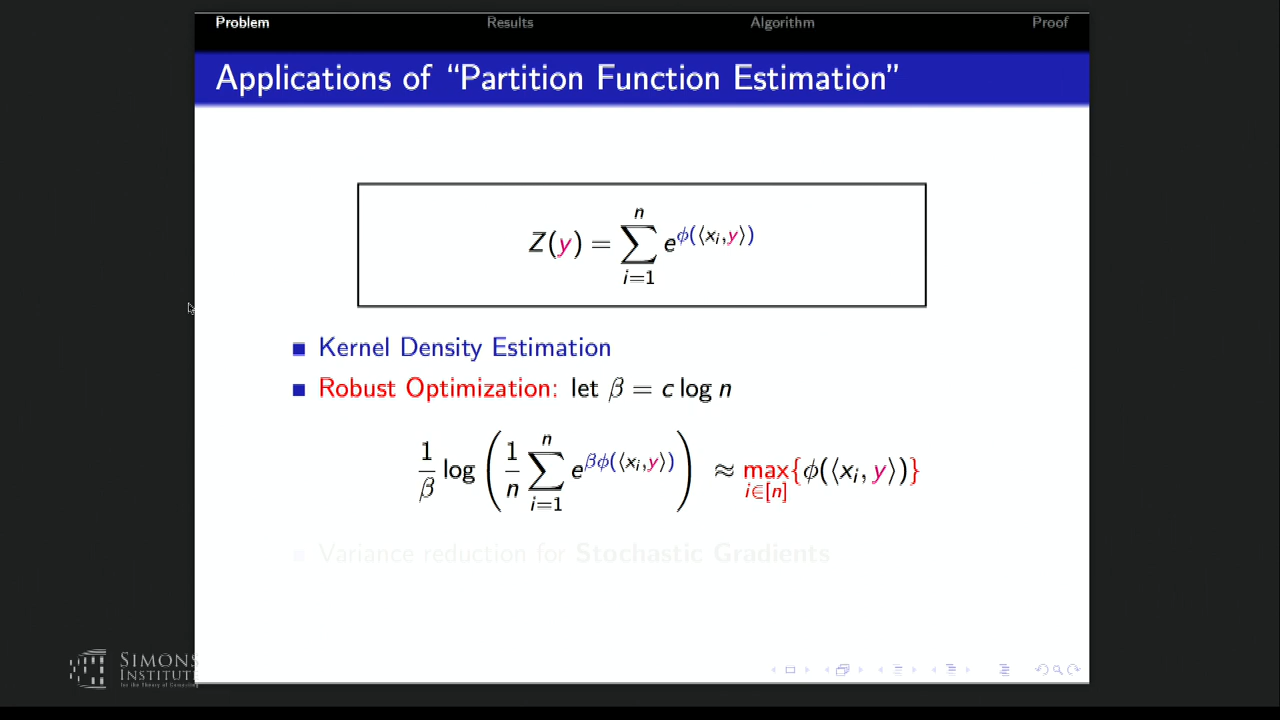 Problem Results Algorithm Proof
Applications of “Partition Function Estimation”
Z(y) = ∑_{i=1}^{n} e^{ϕ(⟨x_i,y⟩)}
Kernel Density Estimation
Robust Optimization: let β = c log n
1/β log ( 1/n ∑_{i=1}^{n} e^{βϕ(⟨x_i,y⟩)} ) ≈ max_{i∈[n]} {ϕ(⟨x_i, y⟩)}
Variance reduction for Stochastic Gradients
SIMONS
INSTITUTE
for the Theory of Computing